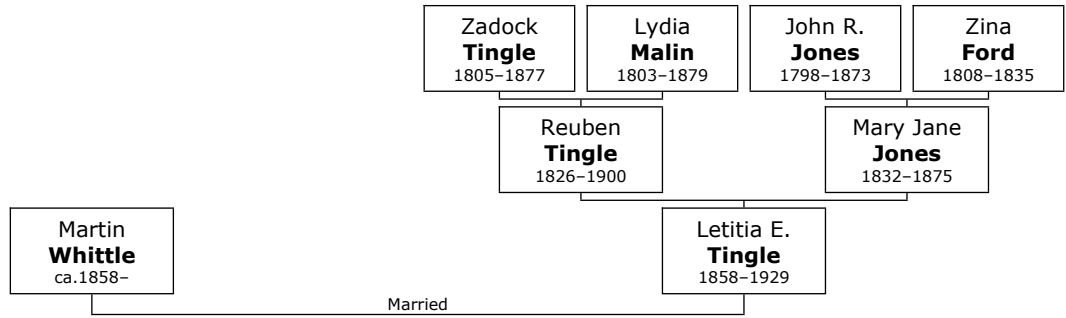 Zadock
Tingle
1805–1877
Lydia
Malin
1803–1879
John R.
Jones
1798–1873
Zina
Ford
1808–1835
Reuben
Tingle
1826–1900
Mary Jane
Jones
1832–1875
Martin
Whittle
ca.1858–
Letitia E.
Tingle
1858–1929
Married